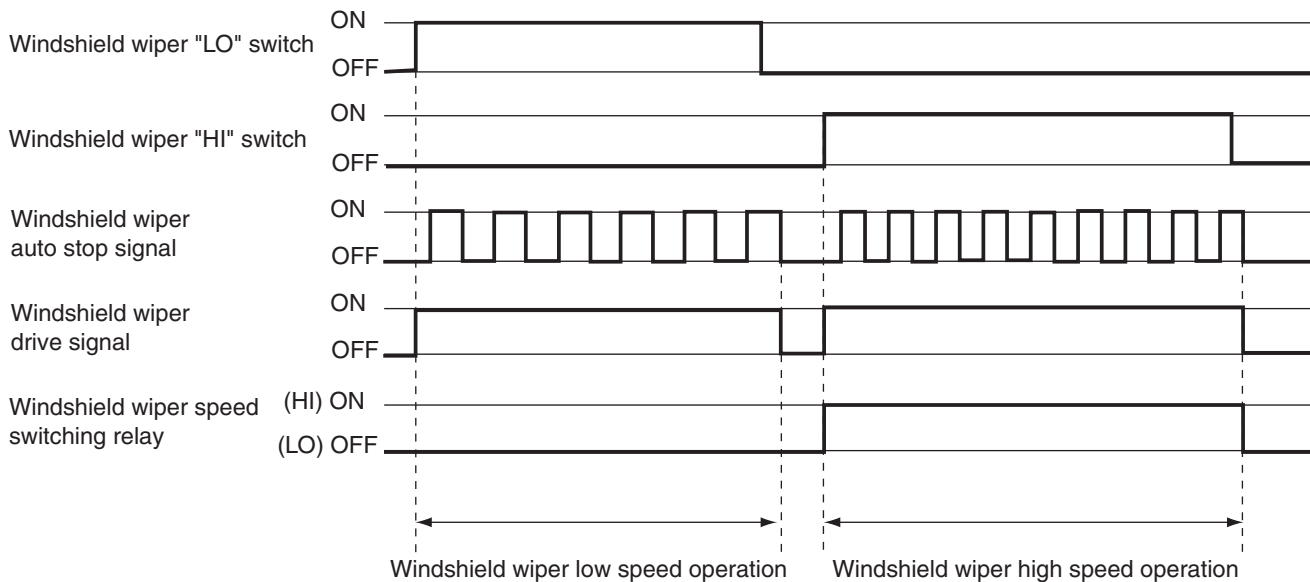 ON
Windshield wiper "LO" switch
OFF
ON
Windshield wiper "HI" switch
OFF
ON
Windshield wiper
auto stop signal
OFF
ON
Windshield wiper
drive signal
OFF
(HI) ON
Windshield wiper speed
switching relay
(LO) OFF
Windshield wiper low speed operation
Windshield wiper high speed operation